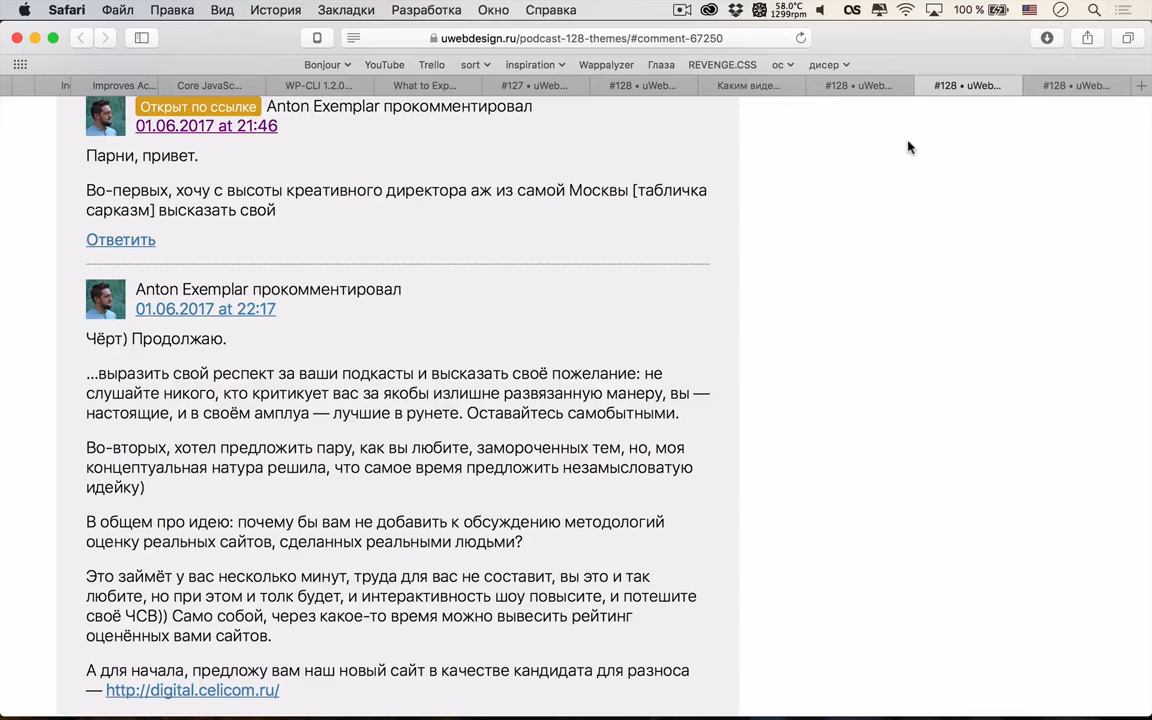 Safari Файл Правка Вид История Закладки Разработка Окно Справка 58.0°C 1299rpm 100 %
uwebdesign.ru/podcast-128-themes/#comment-67250
Bonjour YouTube Trello sort inspiration Wappalyzer Глаза REVENGE.CSS ос дисер
In Improves Ac... Core JavaSc... WP-CLI 1.2.0... What to Exp... #127 • uWeb... #128 • uWeb... Каким виде... #128 • uWeb... #128 • uWeb... #128 • uWeb...
Открыт по ссылке Anton Exemplar прокомментировал
01.06.2017 at 21:46
Парни, привет.
Во-первых, хочу с высоты креативного директора аж из самой Москвы [табличка
сарказм] высказать свой
Ответить
Anton Exemplar прокомментировал
01.06.2017 at 22:17
Чёрт) Продолжаю.
...выразить свой респект за ваши подкасты и высказать своё пожелание: не
слушайте никого, кто критикует вас за якобы излишне развязанную манеру, вы —
настоящие, и в своём амплуа — лучшие в рунете. Оставайтесь самобытными.
Во-вторых, хотел предложить пару, как вы любите, замороченных тем, но, моя
концептуальная натура решила, что самое время предложить незамысловатую
идейку)
В общем про идею: почему бы вам не добавить к обсуждению методологий
оценку реальных сайтов, сделанных реальными людьми?
Это займёт у вас несколько минут, труда для вас не составит, вы это и так
любите, но при этом и толк будет, и интерактивность шоу повысите, и потешите
своё ЧСВ)) Само собой, через какое-то время можно вывесить рейтинг
оценённых вами сайтов.
А для начала, предложу вам наш новый сайт в качестве кандидата для разноса
— http://digital.celicom.ru/